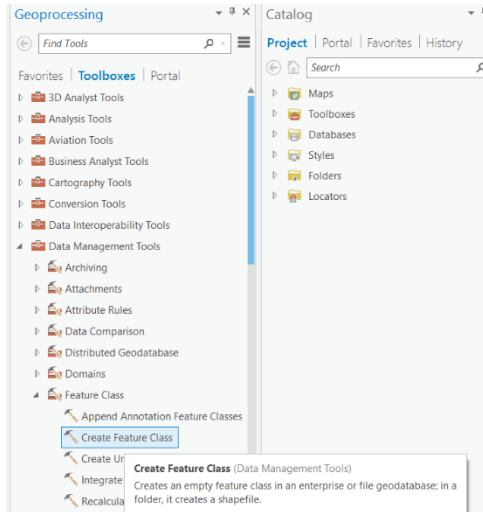 Geoprocessing
Find Tools
Favorites | Toolboxes | Portal
3D Analyst Tools
Analysis Tools
Aviation Tools
Business Analyst Tools
Cartography Tools
Conversion Tools
Data Interoperability Tools
Data Management Tools
Archiving
Attachments
Attribute Rules
Data Comparison
Distributed Geodatabase
Domains
Feature Class
Append Annotation Feature Classes
Create Feature Class
Create Ur
Integrate
Recalcula
Create Feature Class (Data Management Tools)
Creates an empty feature class in an enterprise or file geodatabase; in a
folder, it creates a shapefile.
Catalog
Project | Portal | Favorites | History
Search
Maps
Toolboxes
Databases
Styles
Folders
Locators